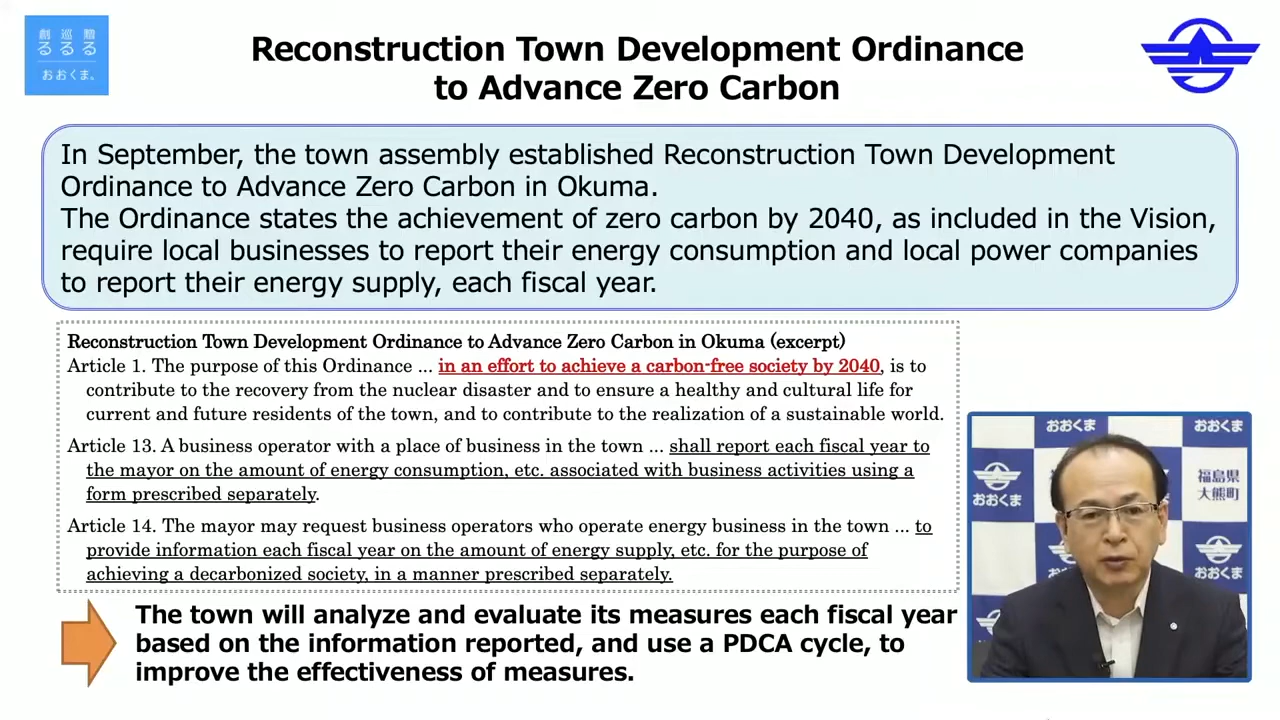 創 巡 贈
る る る
おおくま。
Reconstruction Town Development Ordinance
to Advance Zero Carbon
In September, the town assembly established Reconstruction Town Development
Ordinance to Advance Zero Carbon in Okuma.
The Ordinance states the achievement of zero carbon by 2040, as included in the Vision,
require local businesses to report their energy consumption and local power companies
to report their energy supply, each fiscal year.
Reconstruction Town Development Ordinance to Advance Zero Carbon in Okuma (excerpt)
Article 1. The purpose of this Ordinance ... in an effort to achieve a carbon-free society by 2040, is to
contribute to the recovery from the nuclear disaster and to ensure a healthy and cultural life for
current and future residents of the town, and to contribute to the realization of a sustainable world.
Article 13. A business operator with a place of business in the town ... shall report each fiscal year to
the mayor on the amount of energy consumption, etc. associated with business activities using a
form prescribed separately.
Article 14. The mayor may request business operators who operate energy business in the town ... to
provide information each fiscal year on the amount of energy supply, etc. for the purpose of
achieving a decarbonized society, in a manner prescribed separately.
The town will analyze and evaluate its measures each fiscal year
based on the information reported, and use a PDCA cycle, to
improve the effectiveness of measures.
おおくま
おおくま
おおくま
福島県
大熊町
おおくま